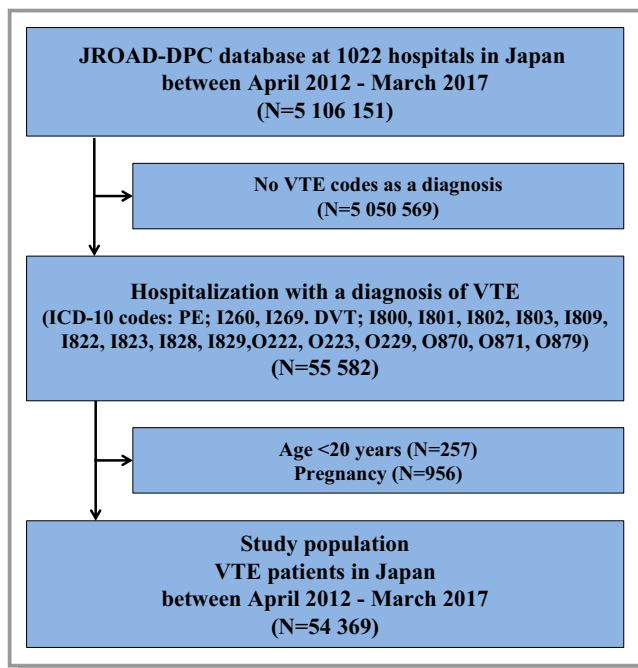 JROAD-DPC database at 1022 hospitals in Japan
between April 2012 - March 2017
(N=5 106 151)
No VTE codes as a diagnosis
(N=5 050 569)
Hospitalization with a diagnosis of VTE
(ICD-10 codes: PE; I260, I269. DVT; I800, I801, I802, I803, I809,
I822, I823, I828, I829,O222, O223, O229, O870, O871, O879)
(N=55 582)
Age <20 years (N=257)
Pregnancy (N=956)
Study population
VTE patients in Japan
between April 2012 - March 2017
(N=54 369)